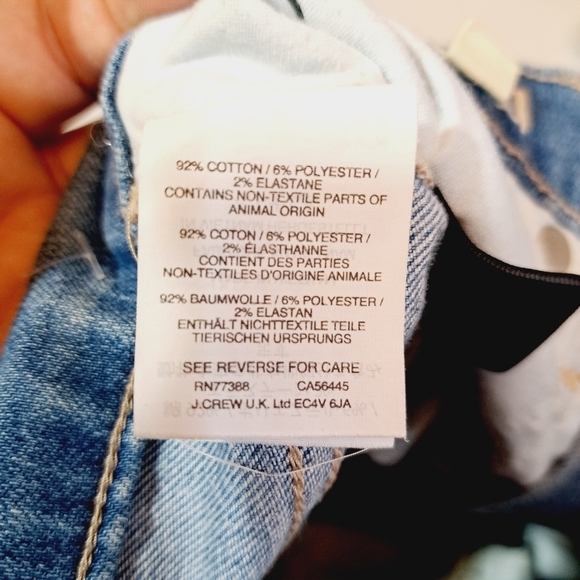 92% COTTON / 6% POLYESTER /
2% ELASTANE
CONTAINS NON-TEXTILE PARTS OF
ANIMAL ORIGIN
92% COTON / 6% POLYESTER /
2% ÉLASTHANNE
CONTIENT DES PARTIES
NON-TEXTILES D'ORIGINE ANIMALE
92% BAUMWOLLE / 6% POLYESTER /
2% ELASTAN
ENTHÄLT NICHTTEXTILE TEILE
TIERISCHEN URSPRUNGS
SEE REVERSE FOR CARE
RN77388 CA56445
J.CREW U.K. Ltd EC4V 6JA